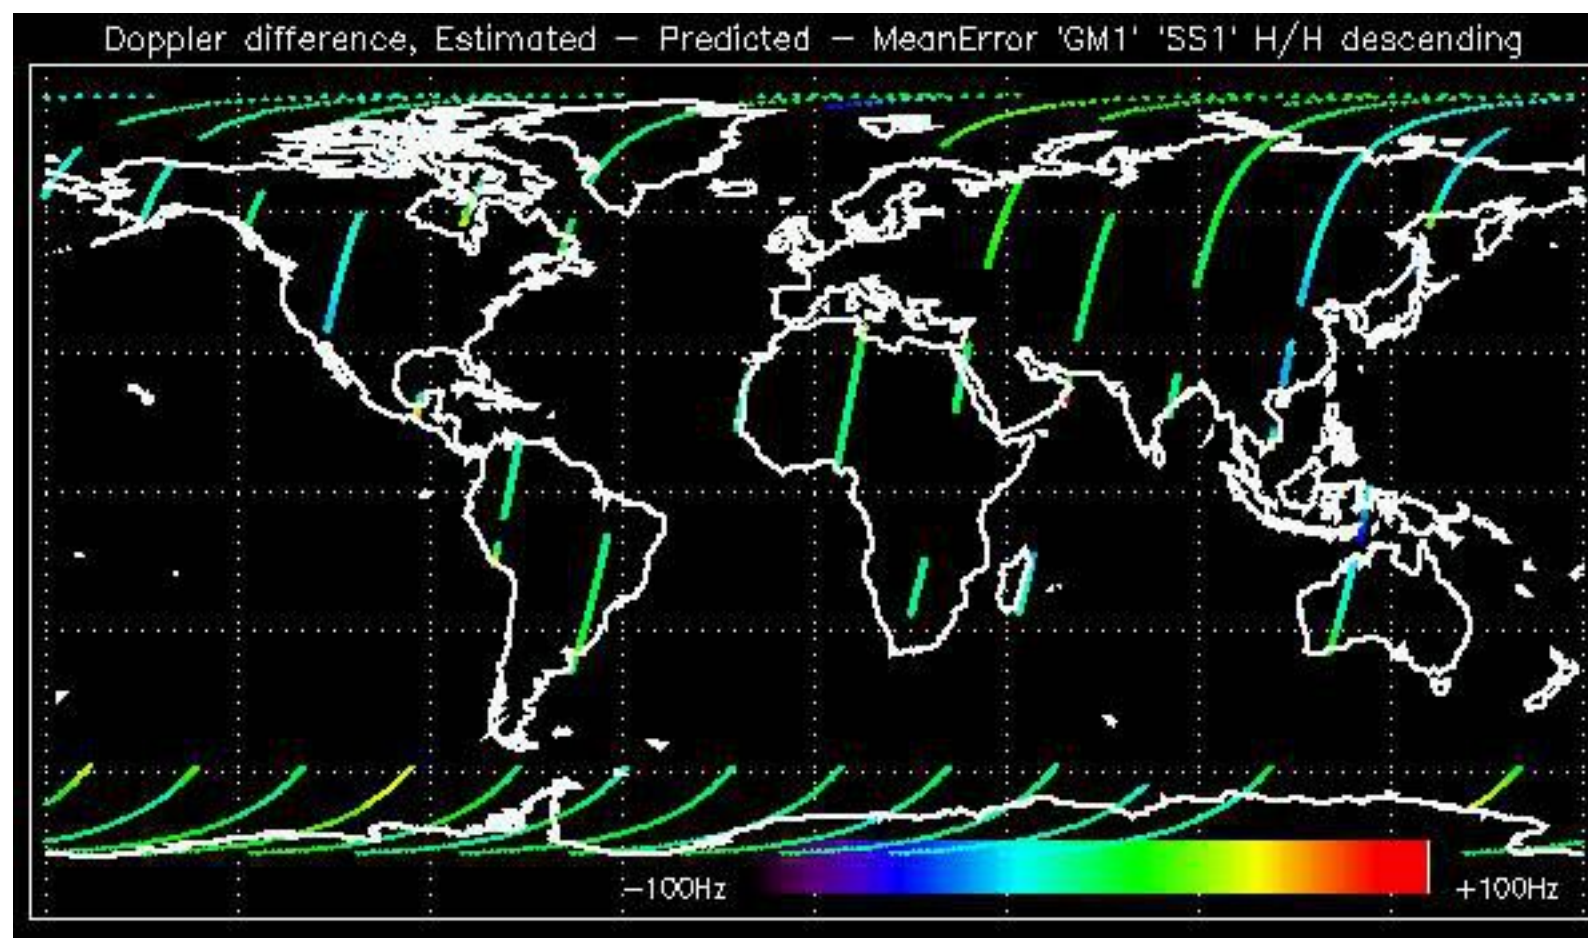 Doppler difference, Estimated – Predicted – MeanError 'GM1' 'SS1' H/H descending
−100Hz
+100Hz